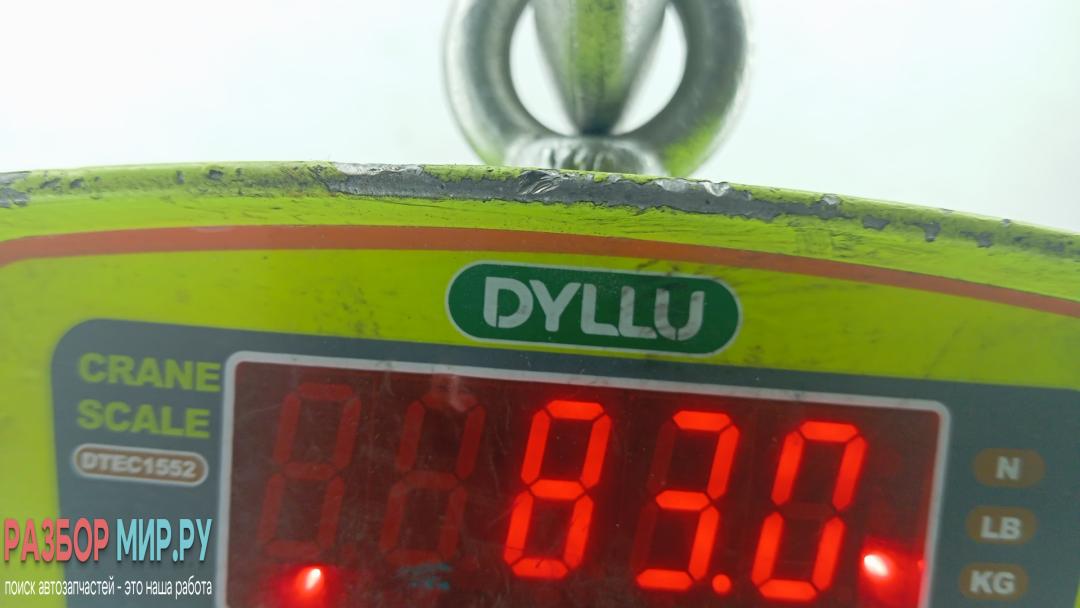 DYLLU
CRANE
SCALE
DTEC1552
83.0
N
LB
KG
РАЗБОР МИР.РУ
поиск автозапчастей - это наша работа